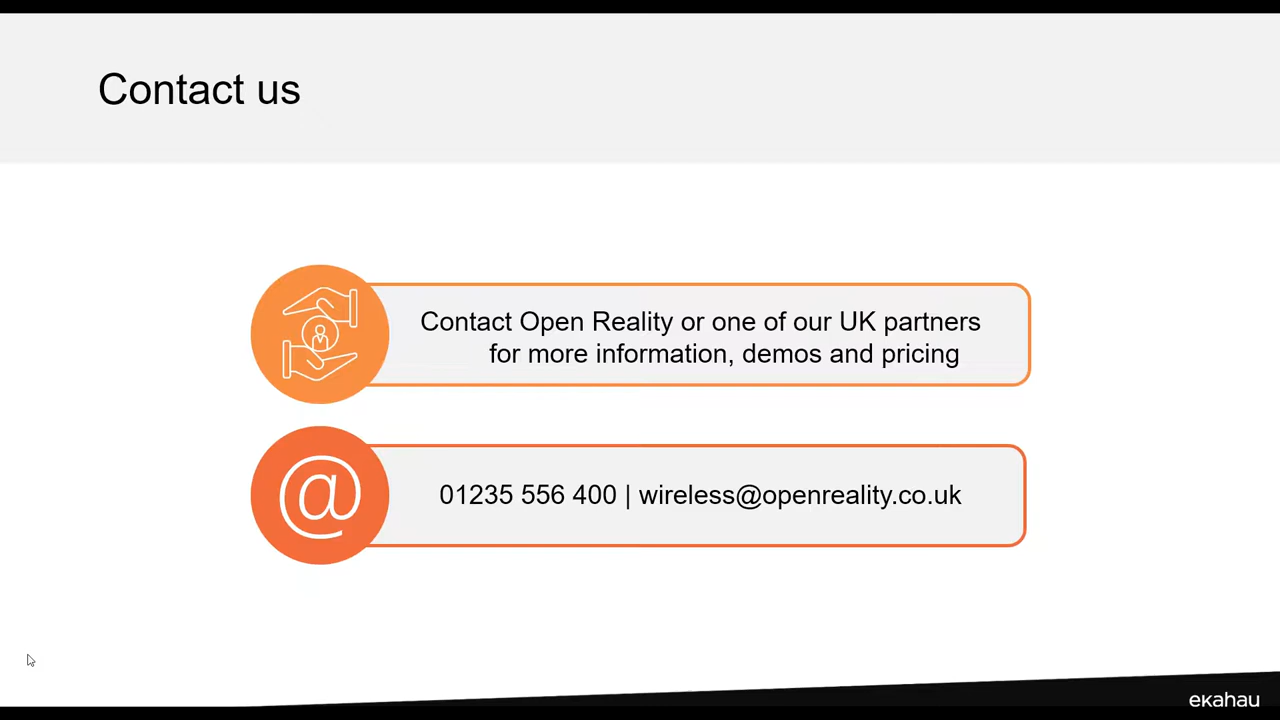 Contact us
Contact Open Reality or one of our UK partners
for more information, demos and pricing
@
01235 556 400 | wireless@openreality.co.uk
ekahau